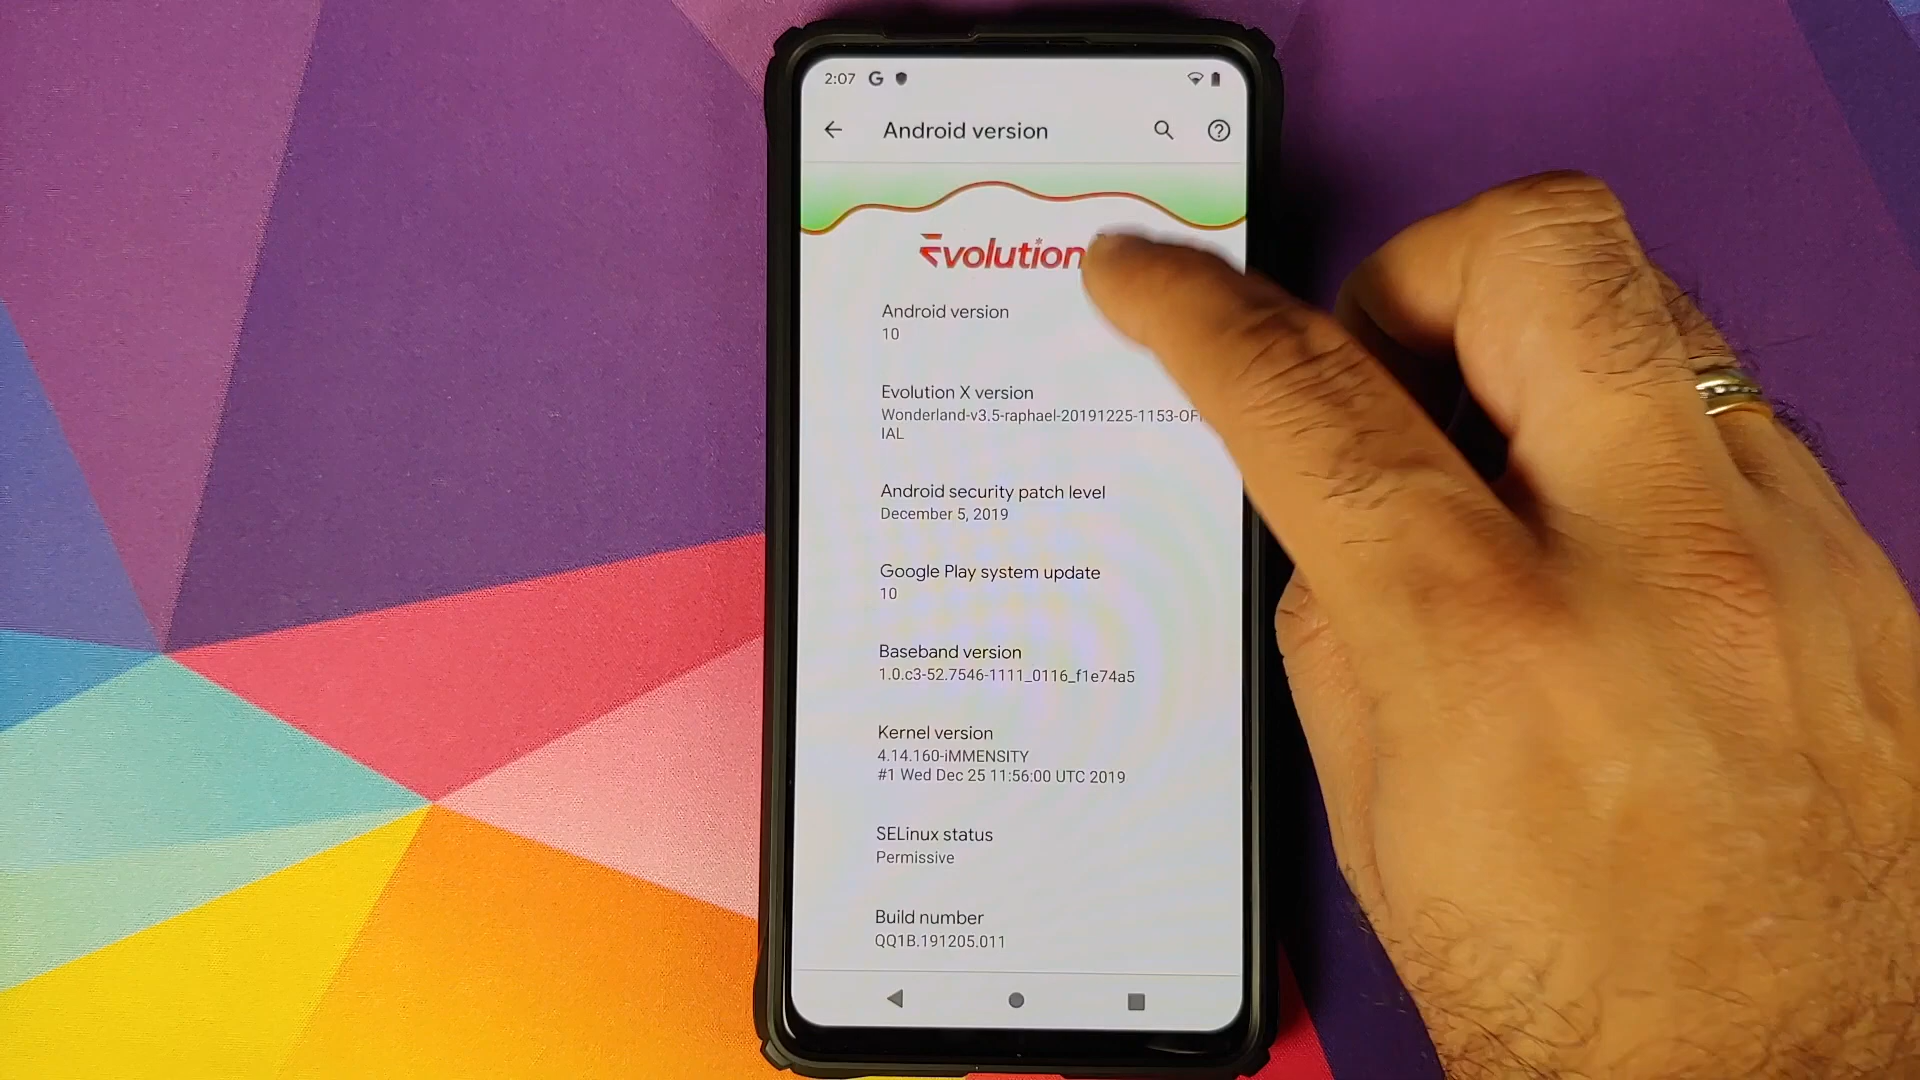 2:07 G
Android version
Evolution
Android version
10
Evolution X version
Wonderland-v3.5-raphael-20191225-1153-OF
IAL
Android security patch level
December 5, 2019
Google Play system update
10
Baseband version
1.0.c3-52.7546-1111_0116_f1e74a5
Kernel version
4.14.160-iMMENSITY
#1 Wed Dec 25 11:56:00 UTC 2019
SELinux status
Permissive
Build number
QQ1B.191205.011